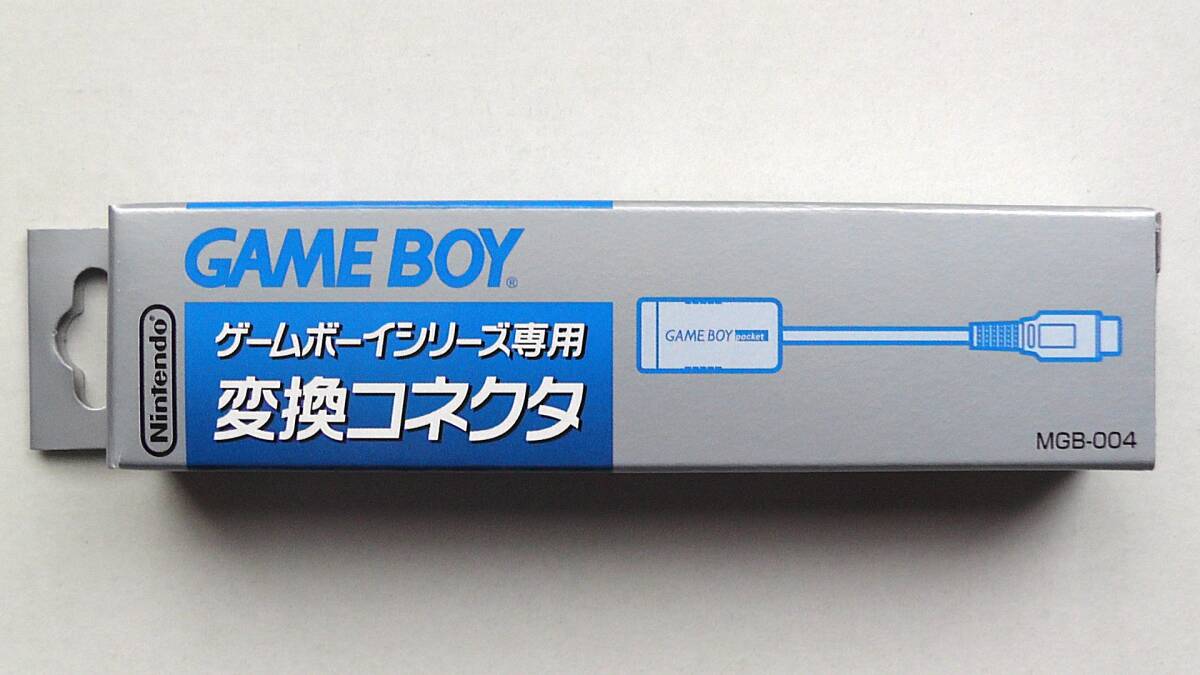 GAME BOY®
Nintendo®
ゲームボーイシリーズ専用
変換コネクタ
GAME BOY pocket
MGB-004